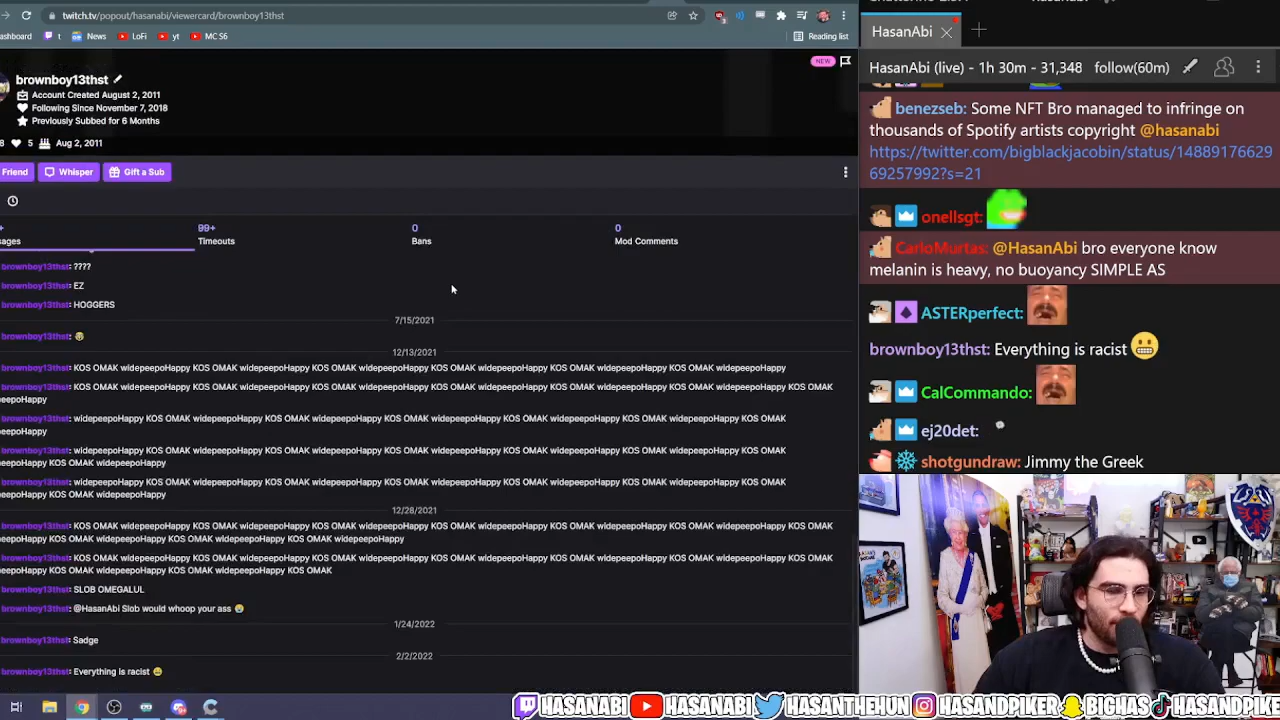 twitch.tv/popout/hasanabi/viewercard/brownboy13thst
News
LoFi
yt
MC S6
Reading list
brownboy13thst
NEW
Account Created August 2, 2011
Following Since November 7, 2018
Previously Subbed for 6 Months
8 5 Aug 2, 2011
Friend
Whisper
Gift a Sub
99+
0
0
Timeouts
Bans
Mod Comments
brownboy13thst: ????
brownboy13thst: EZ
brownboy13thst: HOGGERS
7/15/2021
brownboy13thst:
12/13/2021
brownboy13thst: KOS OMAK widepeepoHappy KOS OMAK widepeepoHappy KOS OMAK widepeepoHappy KOS OMAK widepeepoHappy KOS OMAK widepeepoHappy KOS OMAK widepeepoHappy
brownboy13thst: KOS OMAK widepeepoHappy KOS OMAK widepeepoHappy KOS OMAK widepeepoHappy KOS OMAK widepeepoHappy KOS OMAK widepeepoHappy KOS OMAK widepeepoHappy KOS OMAK
eepoHappy
brownboy13thst: widepeepoHappy KOS OMAK widepeepoHappy KOS OMAK widepeepoHappy KOS OMAK widepeepoHappy KOS OMAK widepeepoHappy KOS OMAK widepeepoHappy
eepoHappy
brownboy13thst: widepeepoHappy KOS OMAK widepeepoHappy KOS OMAK widepeepoHappy KOS OMAK widepeepoHappy KOS OMAK widepeepoHappy KOS OMAK widepeepoHappy
eepoHappy KOS OMAK widepeepoHappy
brownboy13thst: widepeepoHappy KOS OMAK widepeepoHappy KOS OMAK widepeepoHappy KOS OMAK widepeepoHappy KOS OMAK widepeepoHappy KOS OMAK widepeepoHappy
eepoHappy KOS OMAK widepeepoHappy
12/28/2021
brownboy13thst: KOS OMAK widepeepoHappy KOS OMAK widepeepoHappy KOS OMAK widepeepoHappy KOS OMAK widepeepoHappy KOS OMAK widepeepoHappy KOS OMAK widepeepoHappy KOS OMAK
eepoHappy KOS OMAK widepeepoHappy KOS OMAK widepeepoHappy KOS OMAK widepeepoHappy
brownboy13thst: KOS OMAK widepeepoHappy KOS OMAK widepeepoHappy KOS OMAK widepeepoHappy KOS OMAK widepeepoHappy KOS OMAK widepeepoHappy KOS OMAK widepeepoHappy KOS OMAK
eepoHappy KOS OMAK widepeepoHappy KOS OMAK widepeepoHappy KOS OMAK
brownboy13thst: SLOB OMEGALUL
brownboy13thst: @HasanAbi Slob would whoop your ass
1/24/2022
brownboy13thst: Sadge
2/2/2022
brownboy13thst: Everything is racist
HasanAbi
HasanAbi (live) - 1h 30m - 31,348 follow(60m)
benezseb: Some NFT Bro managed to infringe on
thousands of Spotify artists copyright @hasanabi
https://twitter.com/bigblackjacobin/status/14889176629
69257992?s=21
onellsgt:
CarloMurtas: @HasanAbi bro everyone know
melanin is heavy, no buoyancy SIMPLE AS
ASTERperfect:
brownboy13thst: Everything is racist
CalCommando:
ej20det:
shotgundraw: Jimmy the Greek
HASANABI HASANABI HASANTHEHUN HASANDPIKER BIGHAS HASANDPIKE